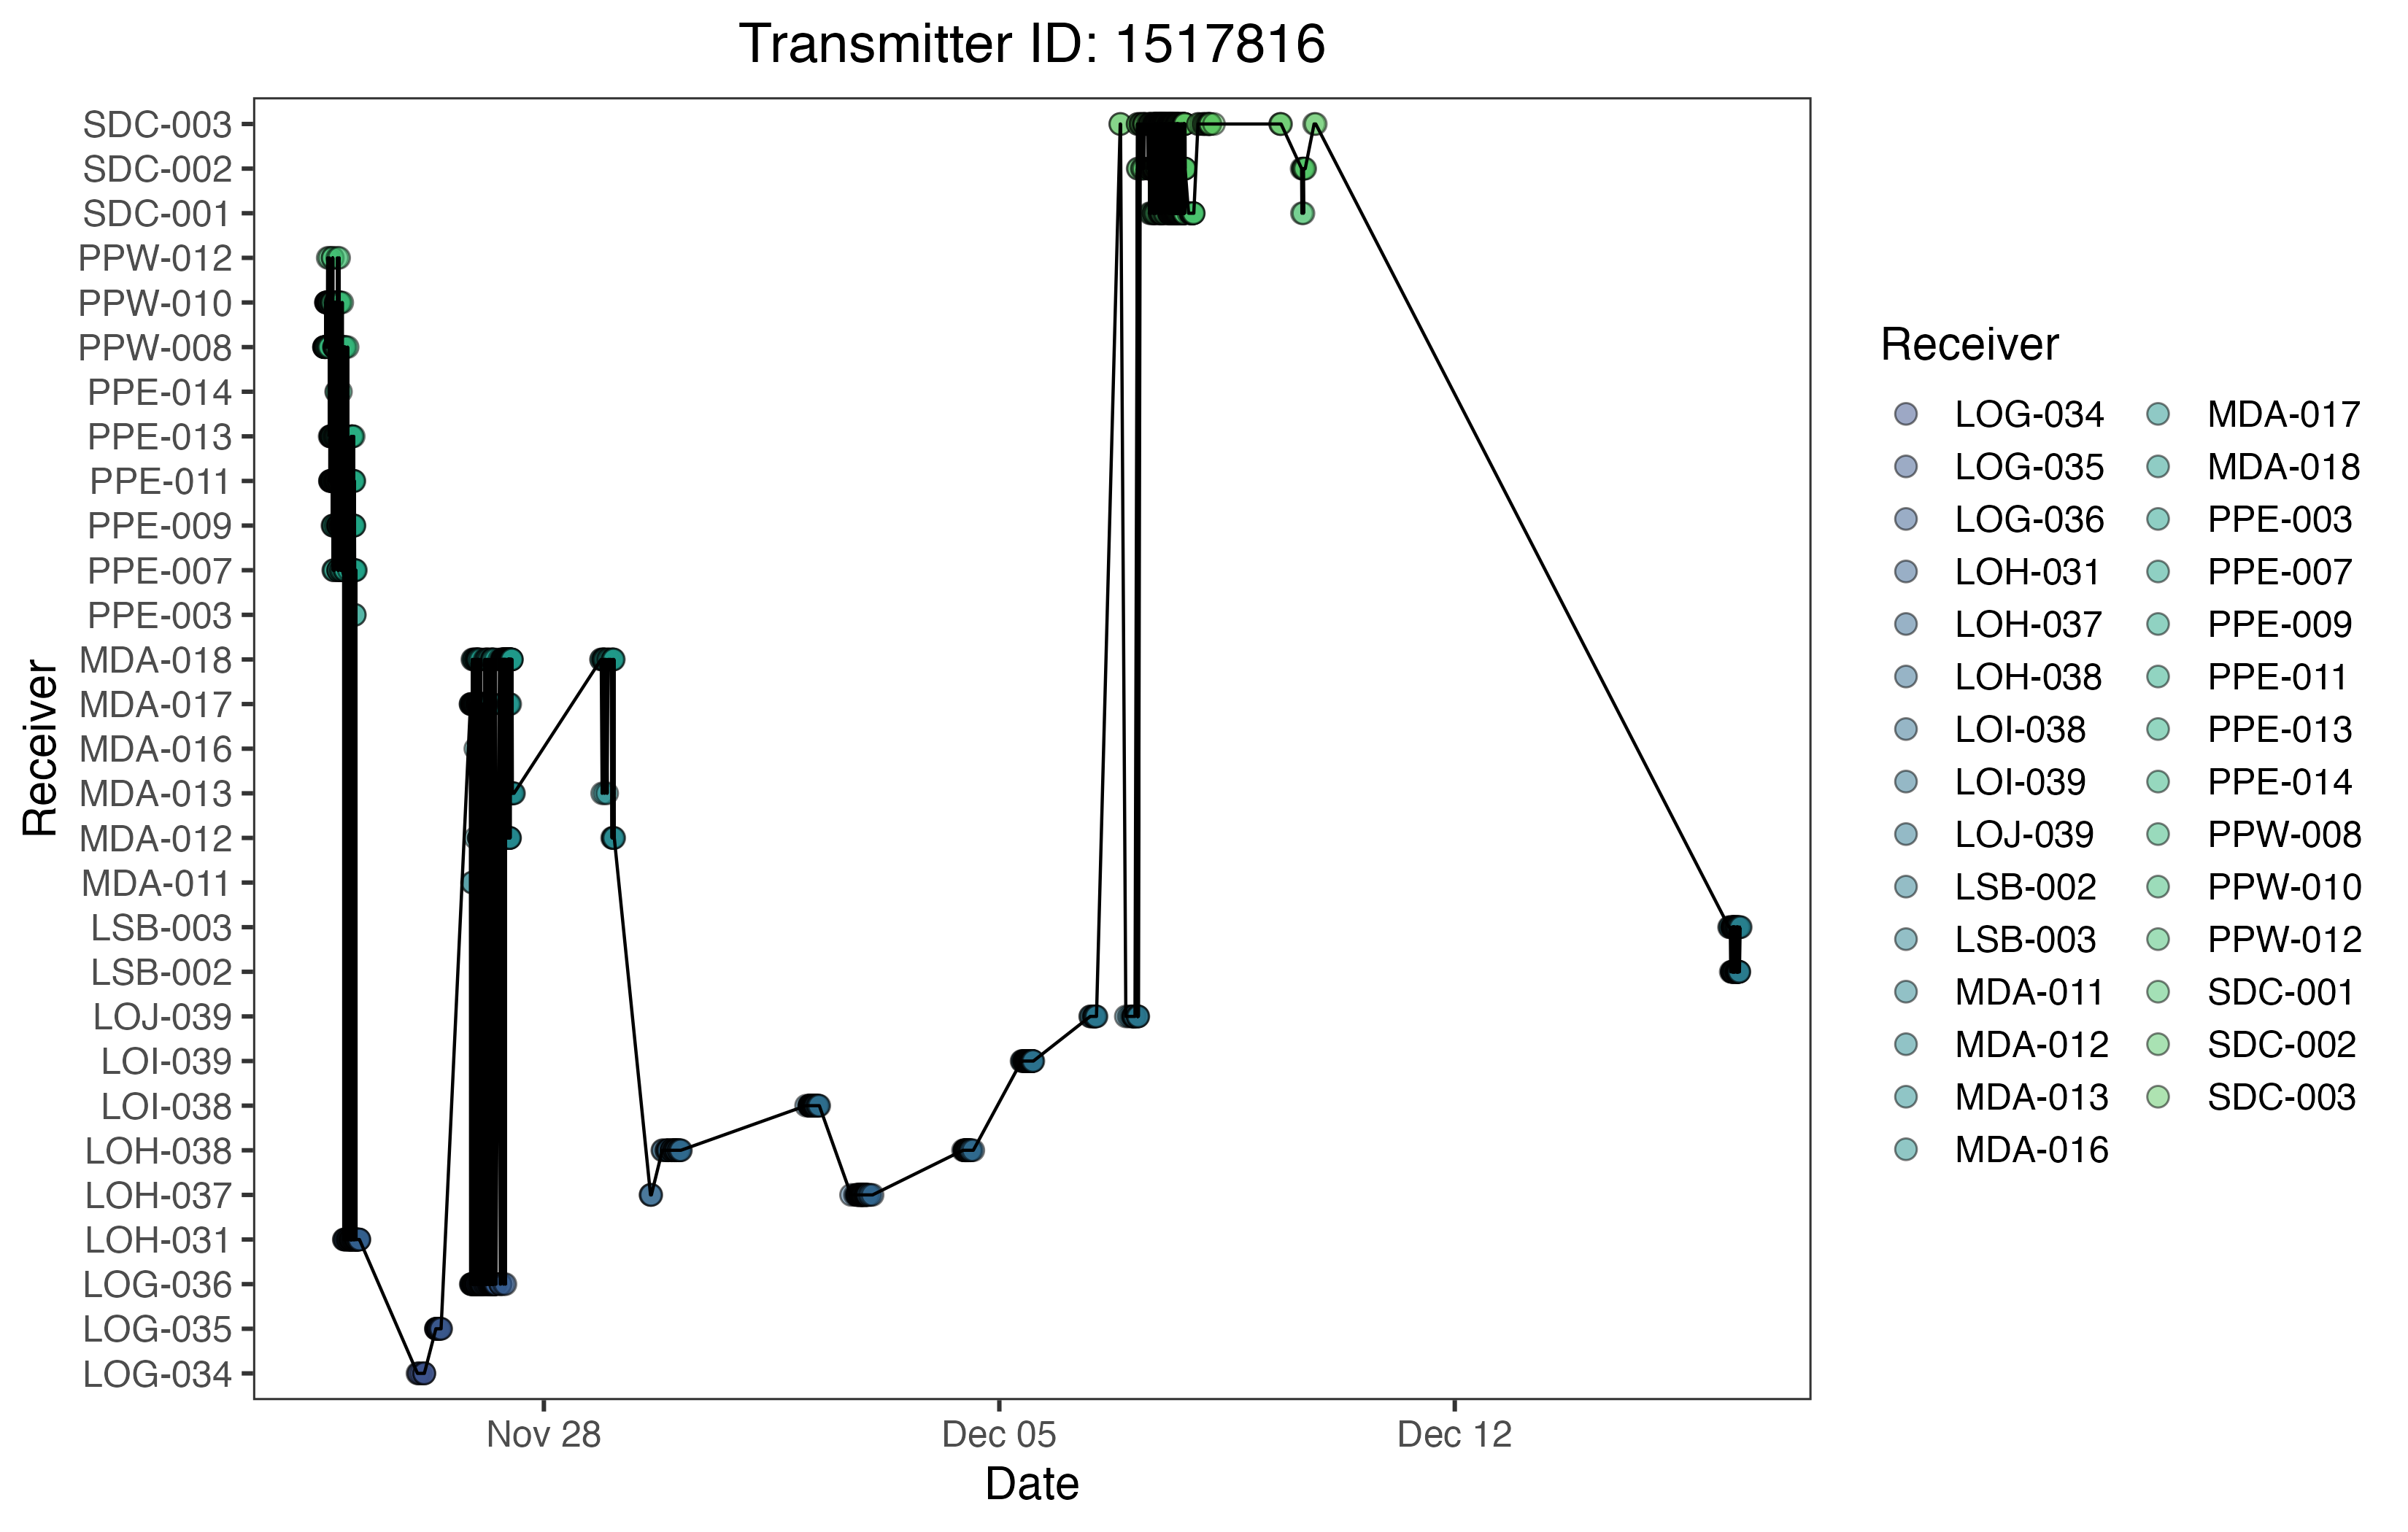 Transmitter ID: 1517816
SDC-003
SDC-002
SDC-001
PPW-012
PPW-010
PPW-008
PPE-014
PPE-013
PPE-011
PPE-009
PPE-007
PPE-003
MDA-018
MDA-017
MDA-016
MDA-013
MDA-012
MDA-011
LSB-003
LSB-002
LOJ-039
LOI-039
LOI-038
LOH-038
LOH-037
LOH-031
LOG-036
LOG-035
LOG-034
Receiver
Nov 28
Dec 05
Dec 12
Date
Receiver
LOG-034
LOG-035
LOG-036
LOH-031
LOH-037
LOH-038
LOI-038
LOI-039
LOJ-039
LSB-002
LSB-003
MDA-011
MDA-012
MDA-013
MDA-016
MDA-017
MDA-018
PPE-003
PPE-007
PPE-009
PPE-011
PPE-013
PPE-014
PPW-008
PPW-010
PPW-012
SDC-001
SDC-002
SDC-003